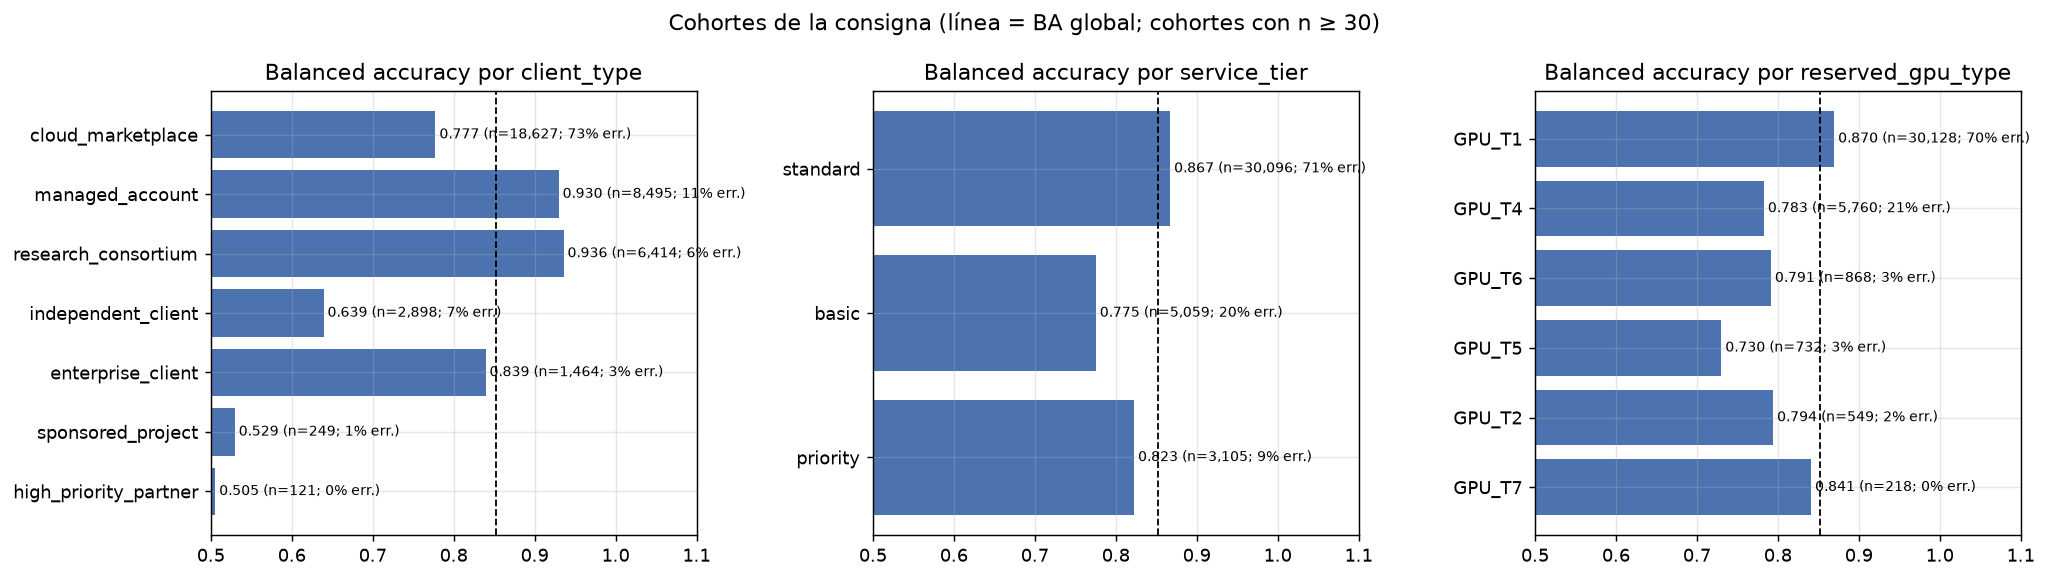 Cohortes de la consigna (línea = BA global; cohortes con n ≥ 30)
Balanced accuracy por client_type
cloud_marketplace
0.777 (n=18,627; 73% err.)
managed_account
0.930 (n=8,495; 11% err.)
research_consortium
0.936 (n=6,414; 6% err.)
independent_client
0.639 (n=2,898; 7% err.)
enterprise_client
0.839 (n=1,464; 3% err.)
sponsored_project
0.529 (n=249; 1% err.)
high_priority_partner
0.505 (n=121; 0% err.)
0.5 0.6 0.7 0.8 0.9 1.0 1.1
Balanced accuracy por service_tier
standard
0.867 (n=30,096; 71% err.)
basic
0.775 (n=5,059; 20% err.)
priority
0.823 (n=3,105; 9% err.)
0.5 0.6 0.7 0.8 0.9 1.0 1.1
Balanced accuracy por reserved_gpu_type
GPU_T1
0.870 (n=30,128; 70% err.)
GPU_T4
0.783 (n=5,760; 21% err.)
GPU_T6
0.791 (n=868; 3% err.)
GPU_T5
0.730 (n=732; 3% err.)
GPU_T2
0.794 (n=549; 2% err.)
GPU_T7
0.841 (n=218; 0% err.)
0.5 0.6 0.7 0.8 0.9 1.0 1.1